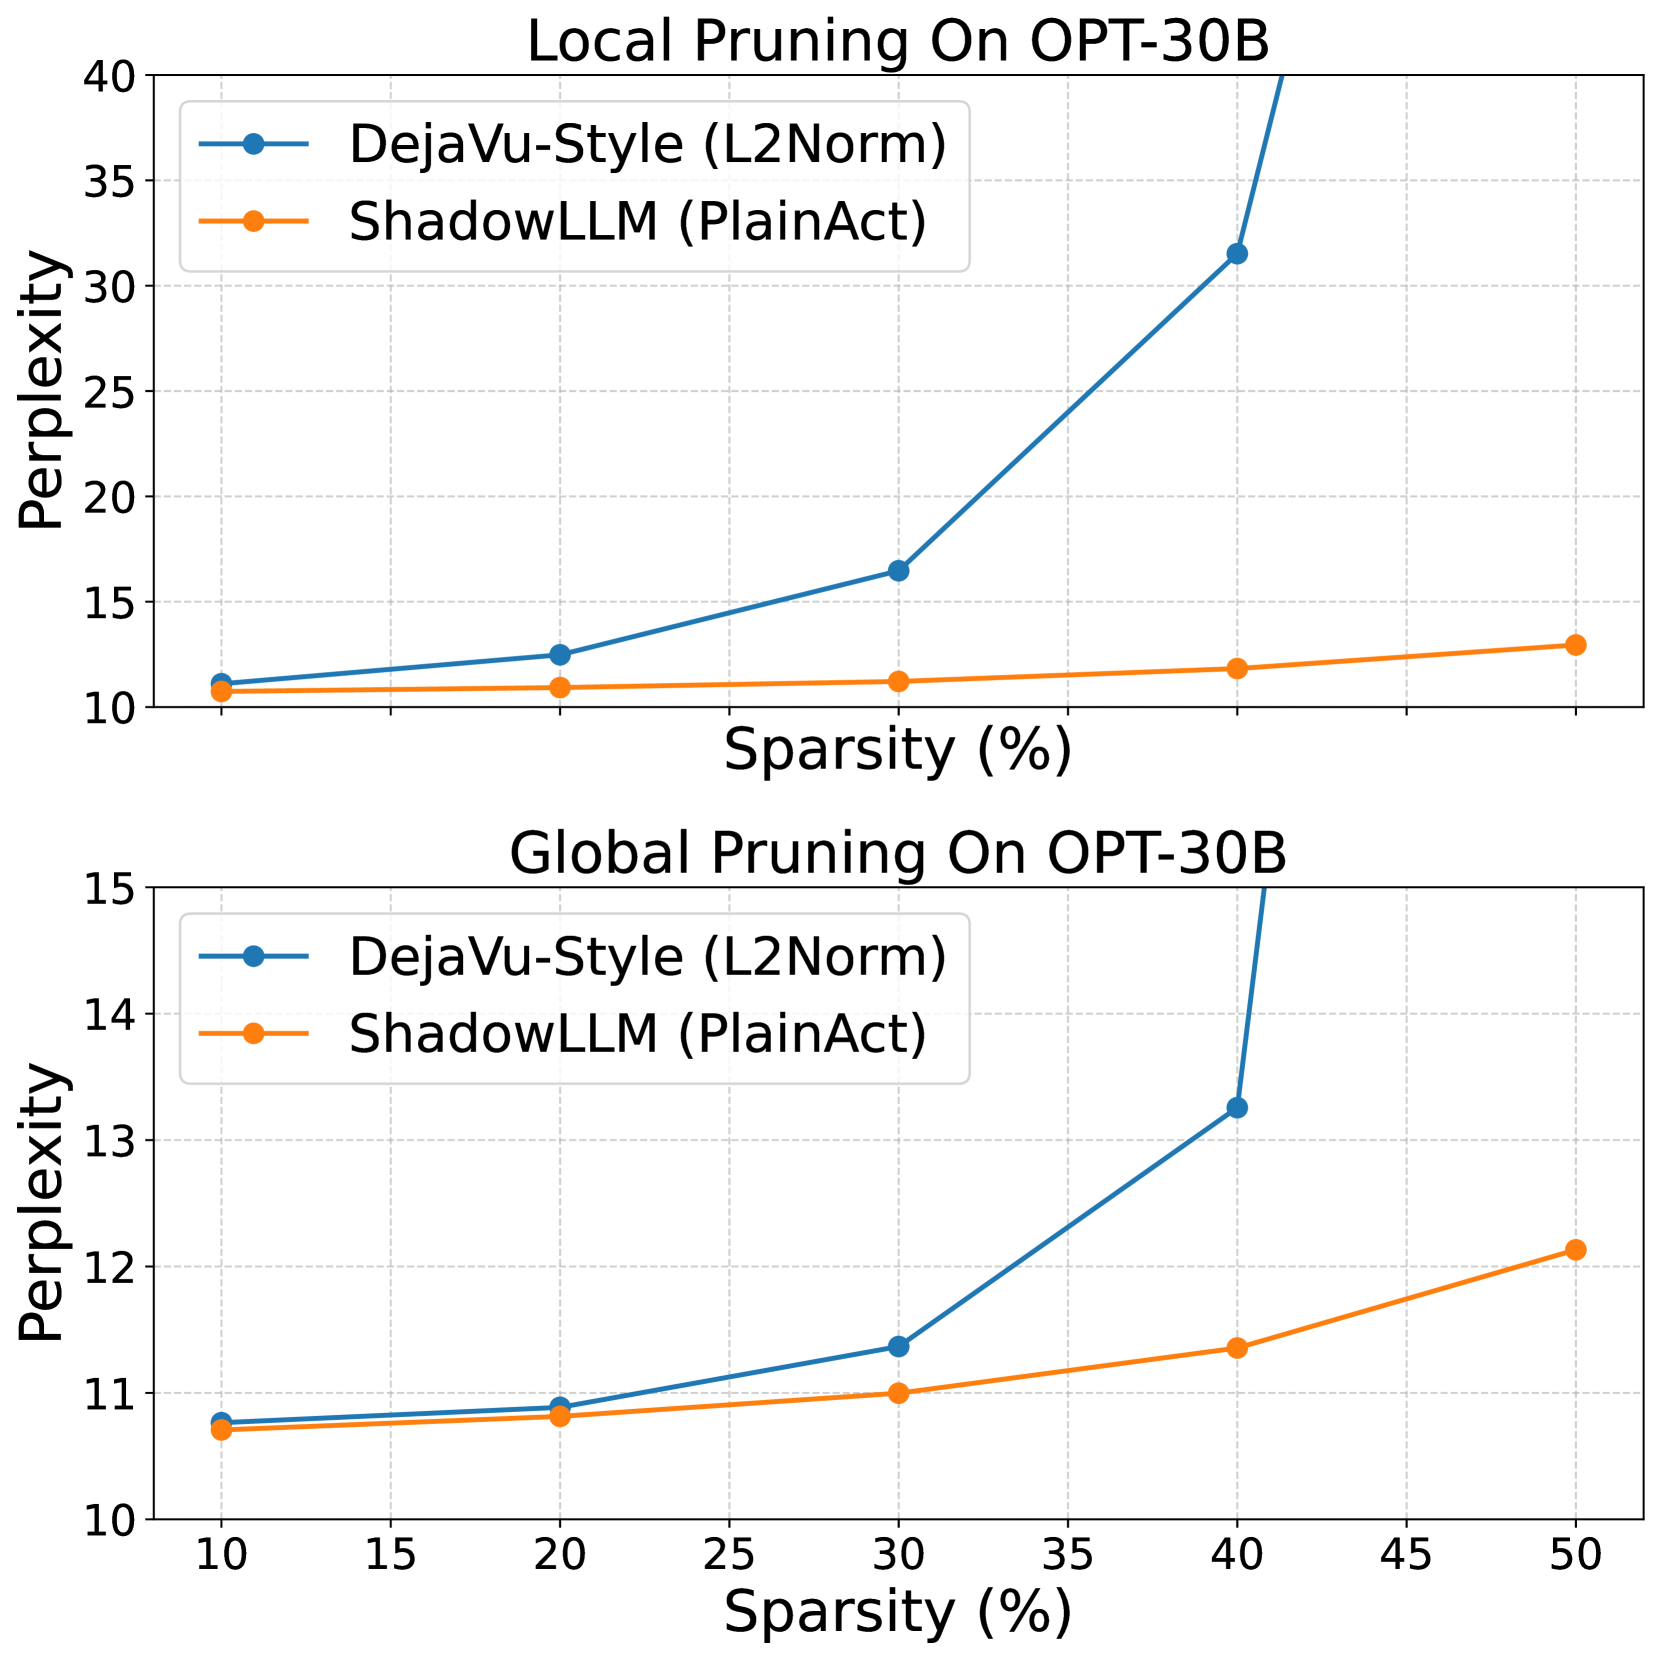 Local Pruning On OPT-30B
40
35
30
25
20
15
10
Perplexity
DejaVu-Style (L2Norm)
ShadowLLM (PlainAct)
Sparsity (%)
Global Pruning On OPT-30B
15
14
13
12
11
10
Perplexity
DejaVu-Style (L2Norm)
ShadowLLM (PlainAct)
10 15 20 25 30 35 40 45 50
Sparsity (%)